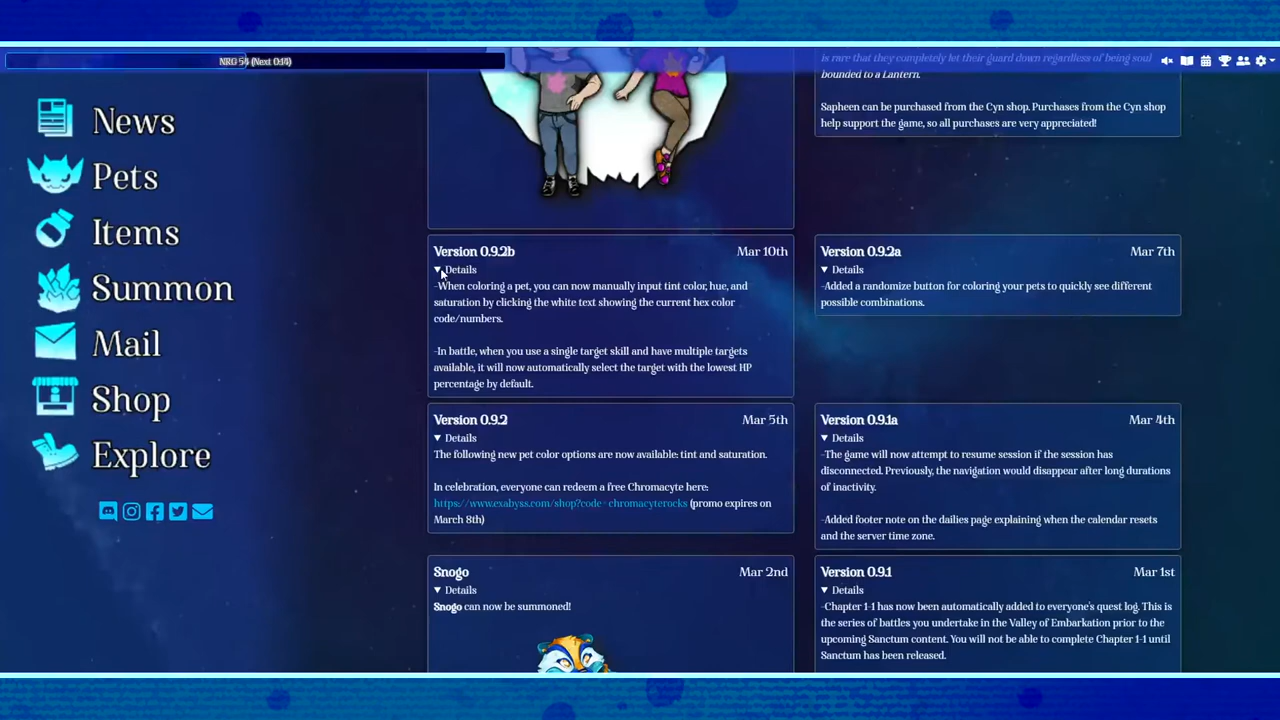 NRG 54 (Next 0:14)
News
Pets
Items
Summon
Mail
Shop
Explore
is rare that they completely let their guard down regardless of being soul
bounded to a Lantern.
Sapheen can be purchased from the Cyn shop. Purchases from the Cyn shop
help support the game, so all purchases are very appreciated!
Version 0.9.2b
Mar 10th
▼ Details
-When coloring a pet, you can now manually input tint color, hue, and
saturation by clicking the white text showing the current hex color
code/numbers.
-In battle, when you use a single target skill and have multiple targets
available, it will now automatically select the target with the lowest HP
percentage by default.
Version 0.9.2a
Mar 7th
▼ Details
-Added a randomize button for coloring your pets to quickly see different
possible combinations.
Version 0.9.2
Mar 5th
▼ Details
The following new pet color options are now available: tint and saturation.
In celebration, everyone can redeem a free Chromacyte here:
https://www.exabyss.com/shop?code=chromacyterocks (promo expires on
March 8th)
Version 0.9.1a
Mar 4th
▼ Details
-The game will now attempt to resume session if the session has
disconnected. Previously, the navigation would disappear after long durations
of inactivity.
-Added footer note on the dailies page explaining when the calendar resets
and the server time zone.
Snogo
Mar 2nd
▼ Details
Snogo can now be summoned!
Version 0.9.1
Mar 1st
▼ Details
-Chapter 1-1 has now been automatically added to everyone's quest log. This is
the series of battles you undertake in the Valley of Embarkation prior to the
upcoming Sanctum content. You will not be able to complete Chapter 1-1 until
Sanctum has been released.